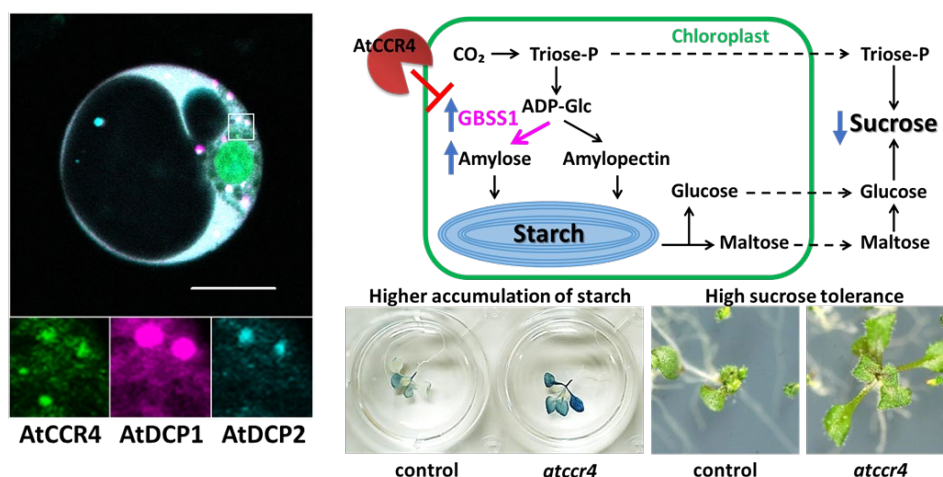 AtCCR4
Chloroplast
CO₂
Triose-P
Triose-P
ADP-Glc
GBSS1
Sucrose
Amylose
Amylopectin
Glucose
Glucose
Starch
Maltose
Maltose
Higher accumulation of starch
High sucrose tolerance
AtCCR4
AtDCP1
AtDCP2
control
atccr4
control
atccr4